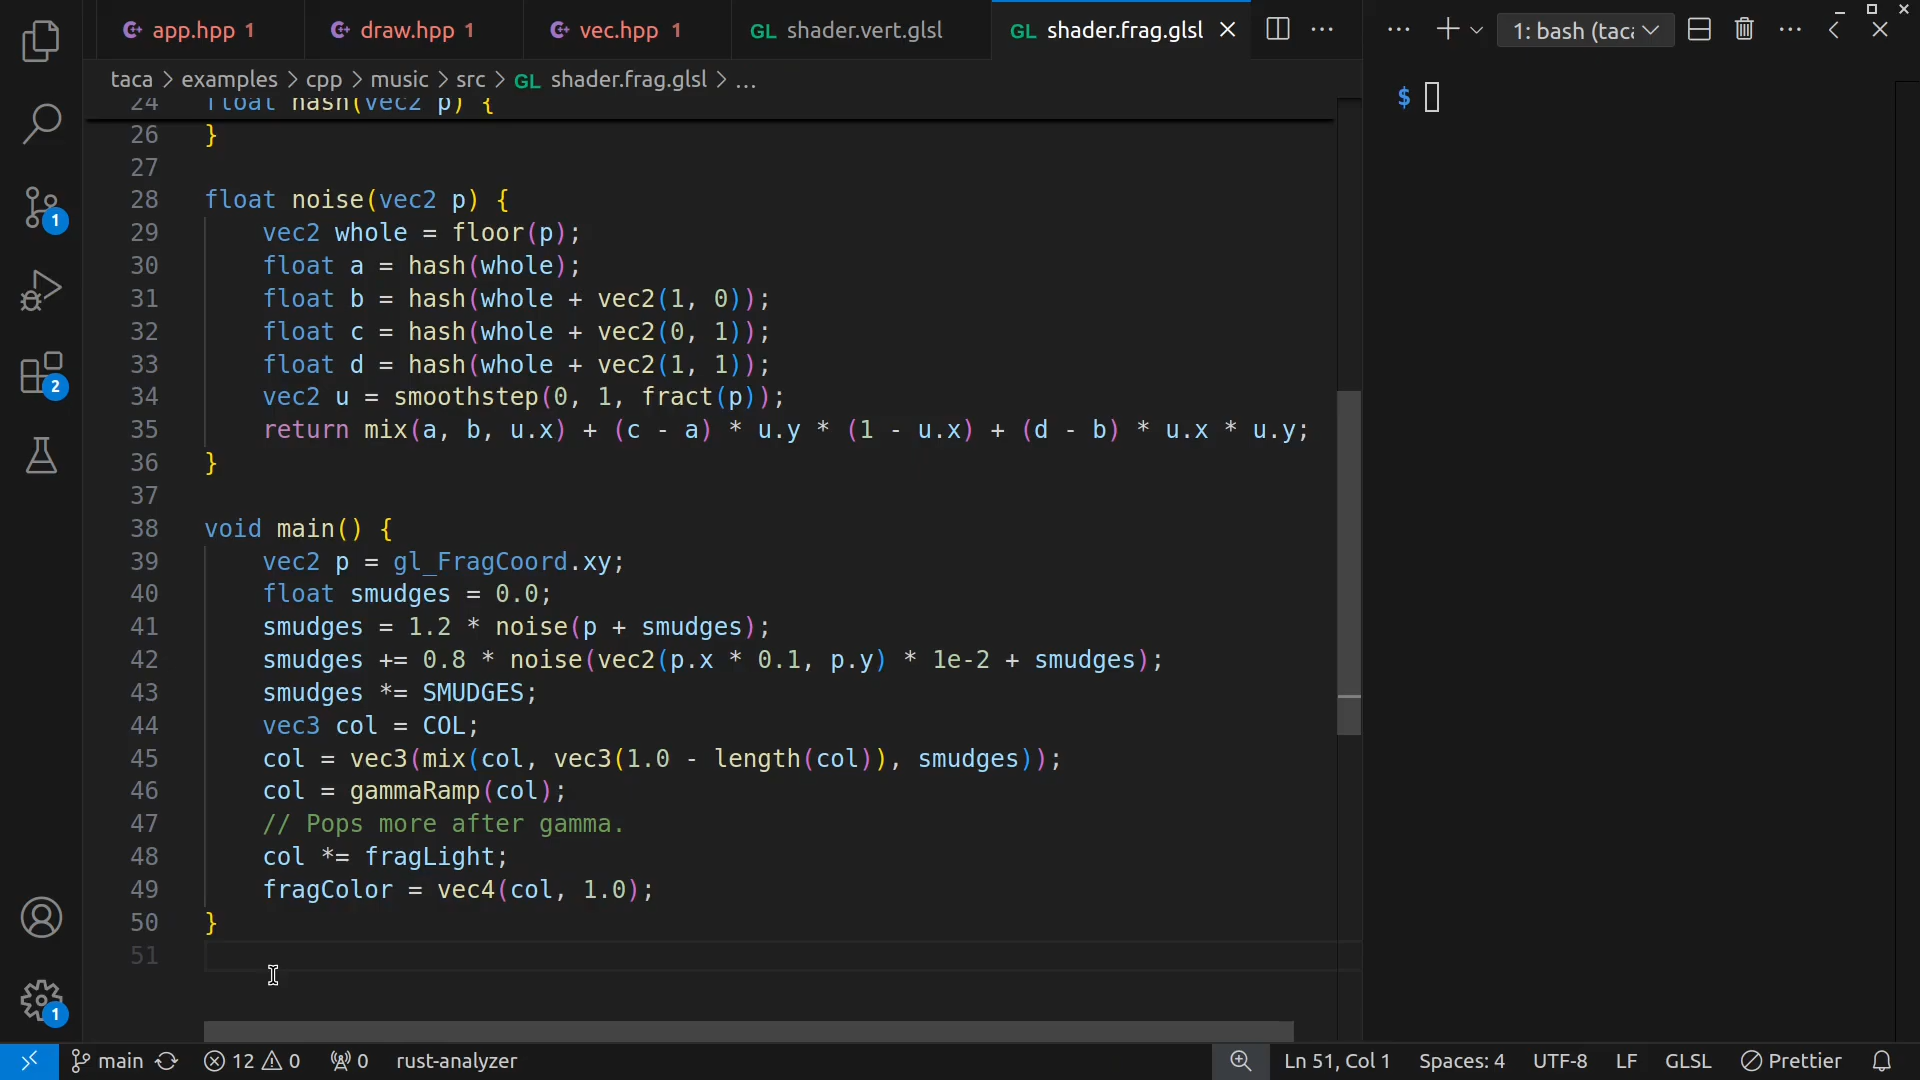 app.hpp 1
draw.hpp 1
vec.hpp 1
GL shader.vert.glsl
GL shader.frag.glsl
1: bash (taca
taca > examples > cpp > music > src > GL shader.frag.glsl > ...
24 float hash(vec2 p) {
26 }
27
28 float noise(vec2 p) {
29 vec2 whole = floor(p);
30 float a = hash(whole);
31 float b = hash(whole + vec2(1, 0));
32 float c = hash(whole + vec2(0, 1));
33 float d = hash(whole + vec2(1, 1));
34 vec2 u = smoothstep(0, 1, fract(p));
35 return mix(a, b, u.x) + (c - a) * u.y * (1 - u.x) + (d - b) * u.x * u.y;
36 }
37
38 void main() {
39 vec2 p = gl_FragCoord.xy;
40 float smudges = 0.0;
41 smudges = 1.2 * noise(p + smudges);
42 smudges += 0.8 * noise(vec2(p.x * 0.1, p.y) * 1e-2 + smudges);
43 smudges *= SMUDGES;
44 vec3 col = COL;
45 col = vec3(mix(col, vec3(1.0 - length(col)), smudges));
46 col = gammaRamp(col);
47 // Pops more after gamma.
48 col *= fragLight;
49 fragColor = vec4(col, 1.0);
50 }
51
$
1
2
1
main
12 0
0
rust-analyzer
Ln 51, Col 1
Spaces: 4
UTF-8
LF
GLSL
Prettier